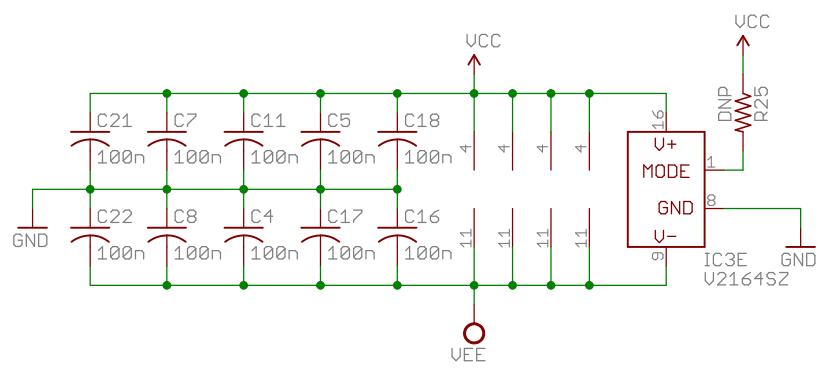 VCC
VCC
DNP
R25
C21
C7
C11
C5
C18
16
100n
100n
100n
100n
100n
4
4
4
4
V+
MODE
1
GND
8
V-
9
GND
C22
C8
C4
C17
C16
100n
100n
100n
100n
100n
11
11
11
11
IC3E
V2164SZ
GND
VEE